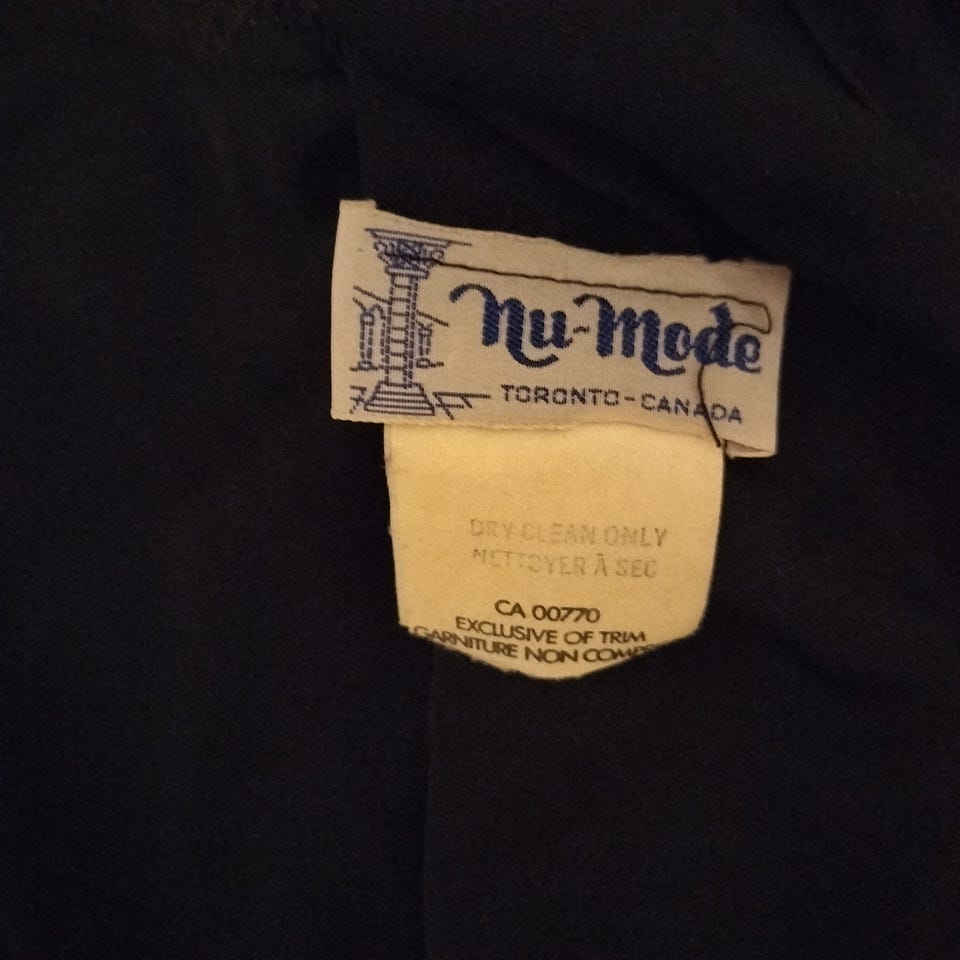 nu-mode
TORONTO-CANADA
DRY CLEAN ONLY
NETTOYER À SEC
CA 00770
EXCLUSIVE OF TRIM
GARNITURE NON